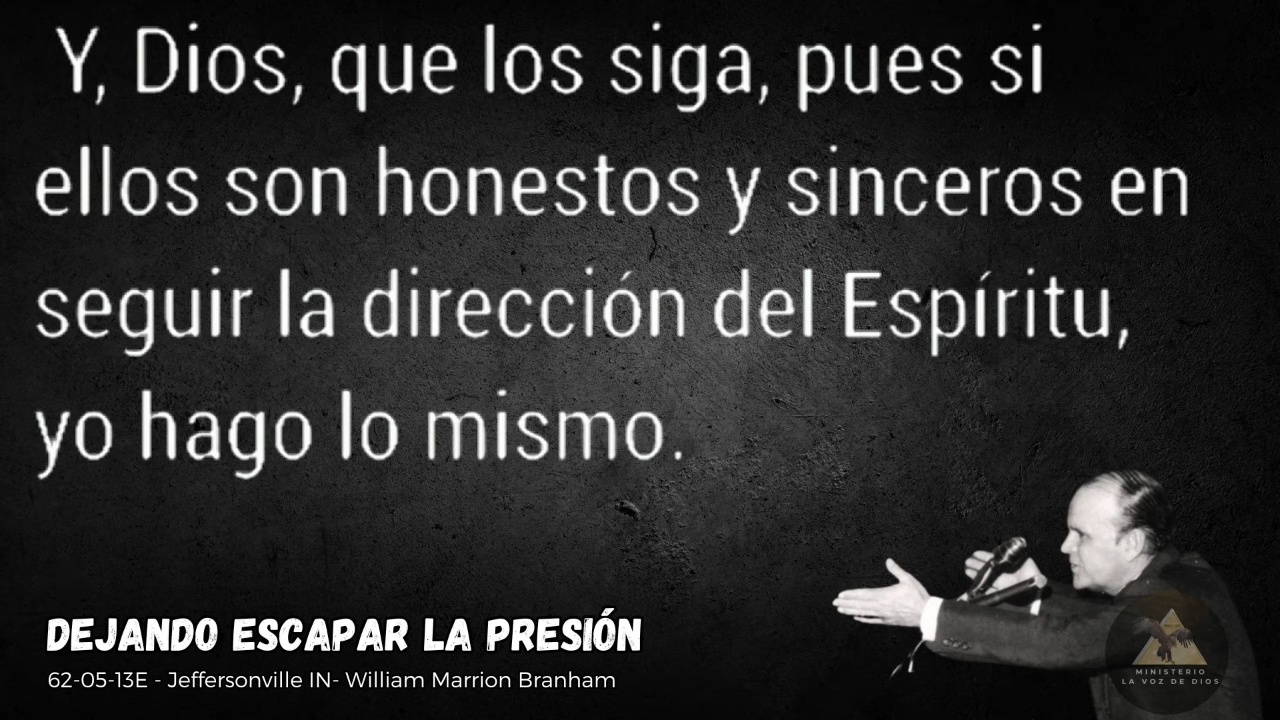 Y, Dios, que los siga, pues si
ellos son honestos y sinceros en
seguir la dirección del Espíritu,
yo hago lo mismo.
DEJANDO ESCAPAR LA PRESIÓN
62-05-13E - Jeffersonville IN- William Marrion Branham
MINISTERIO
LA VOZ DE DIOS